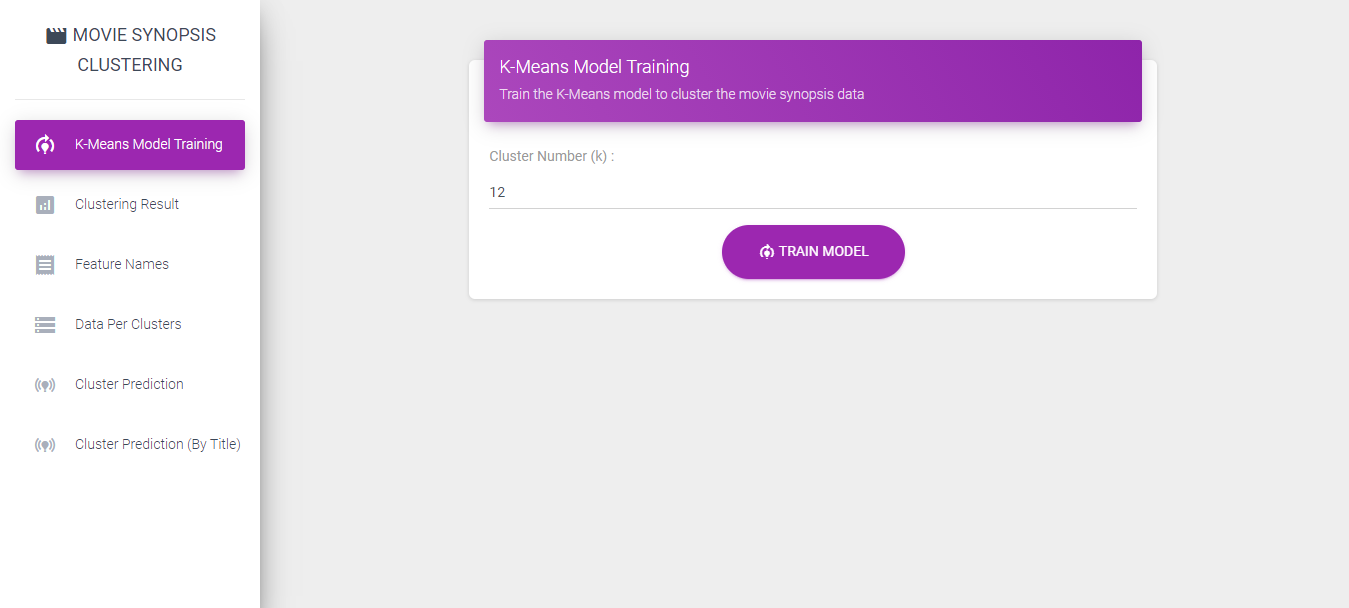 MOVIE SYNOPSIS
CLUSTERING
K-Means Model Training
Clustering Result
Feature Names
Data Per Clusters
Cluster Prediction
Cluster Prediction (By Title)
K-Means Model Training
Train the K-Means model to cluster the movie synopsis data
Cluster Number (k) :
12
TRAIN MODEL